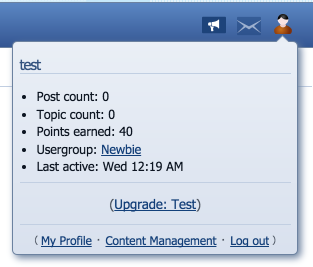 test
• Post count: 0
• Topic count: 0
• Points earned: 40
• Usergroup: Newbie
• Last active: Wed 12:19 AM
(Upgrade: Test)
( My Profile · Content Management · Log out )